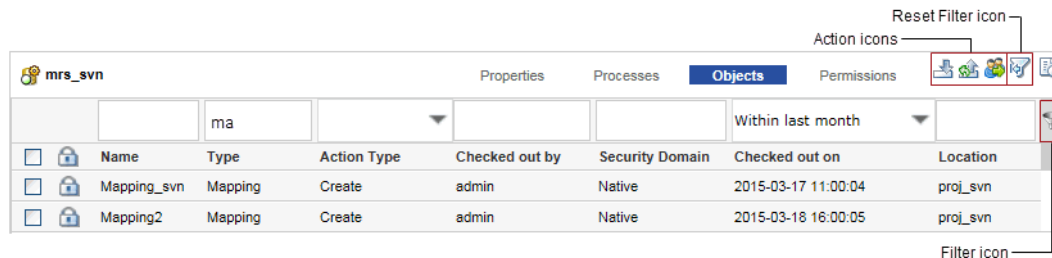 Reset Filter icon
Action icons
mrs_svn Properties Processes Objects Permissions
ma Within last month
Name Type Action Type Checked out by Security Domain Checked out on Location
Mapping_svn Mapping Create admin Native 2015-03-17 11:00:04 proj_svn
Mapping2 Mapping Create admin Native 2015-03-18 16:00:05 proj_svn
Filter icon